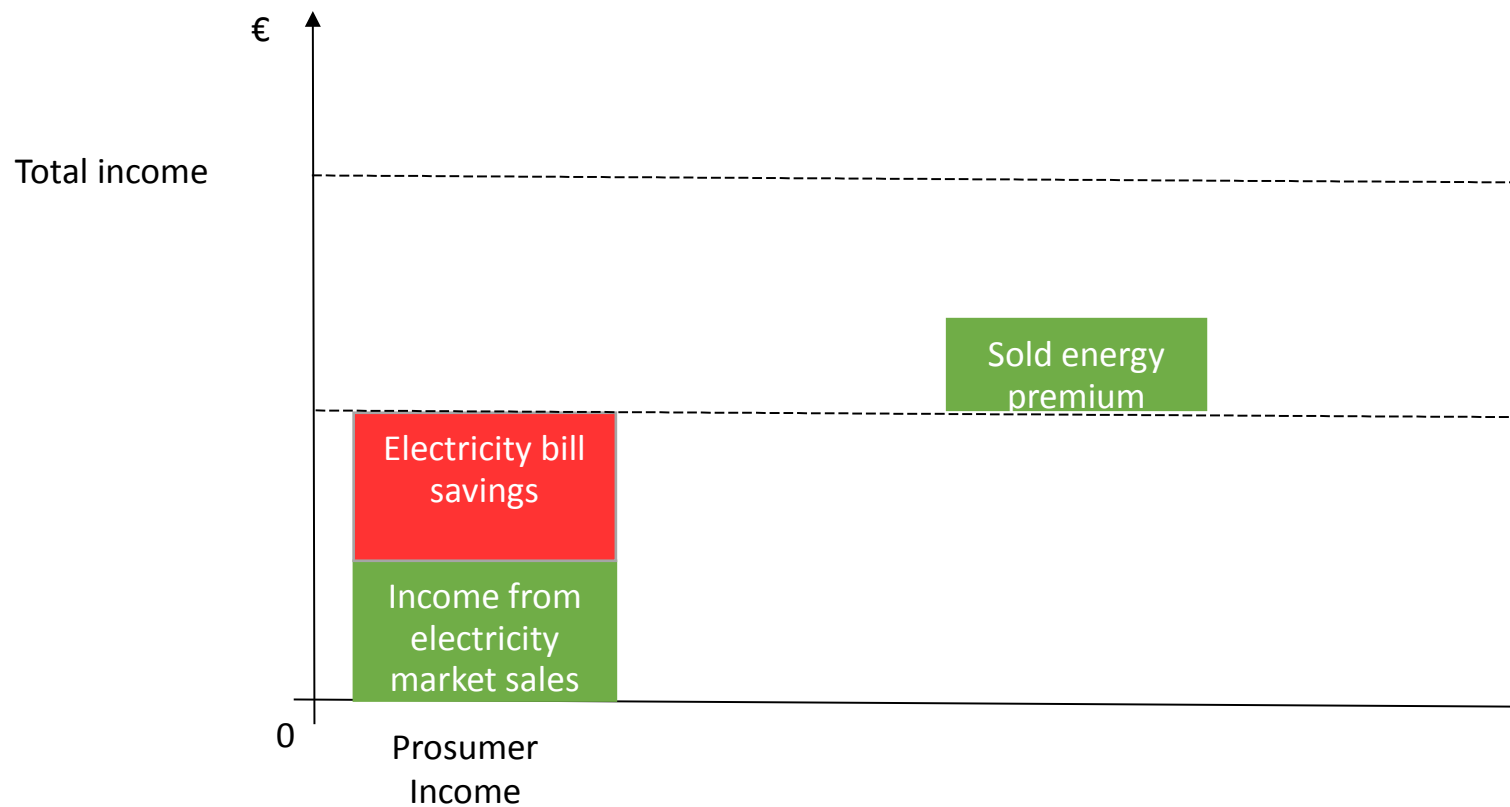 €
Total income
Sold energy
premium
Electricity bill
savings
Income from
electricity
market sales
0
Prosumer
Income